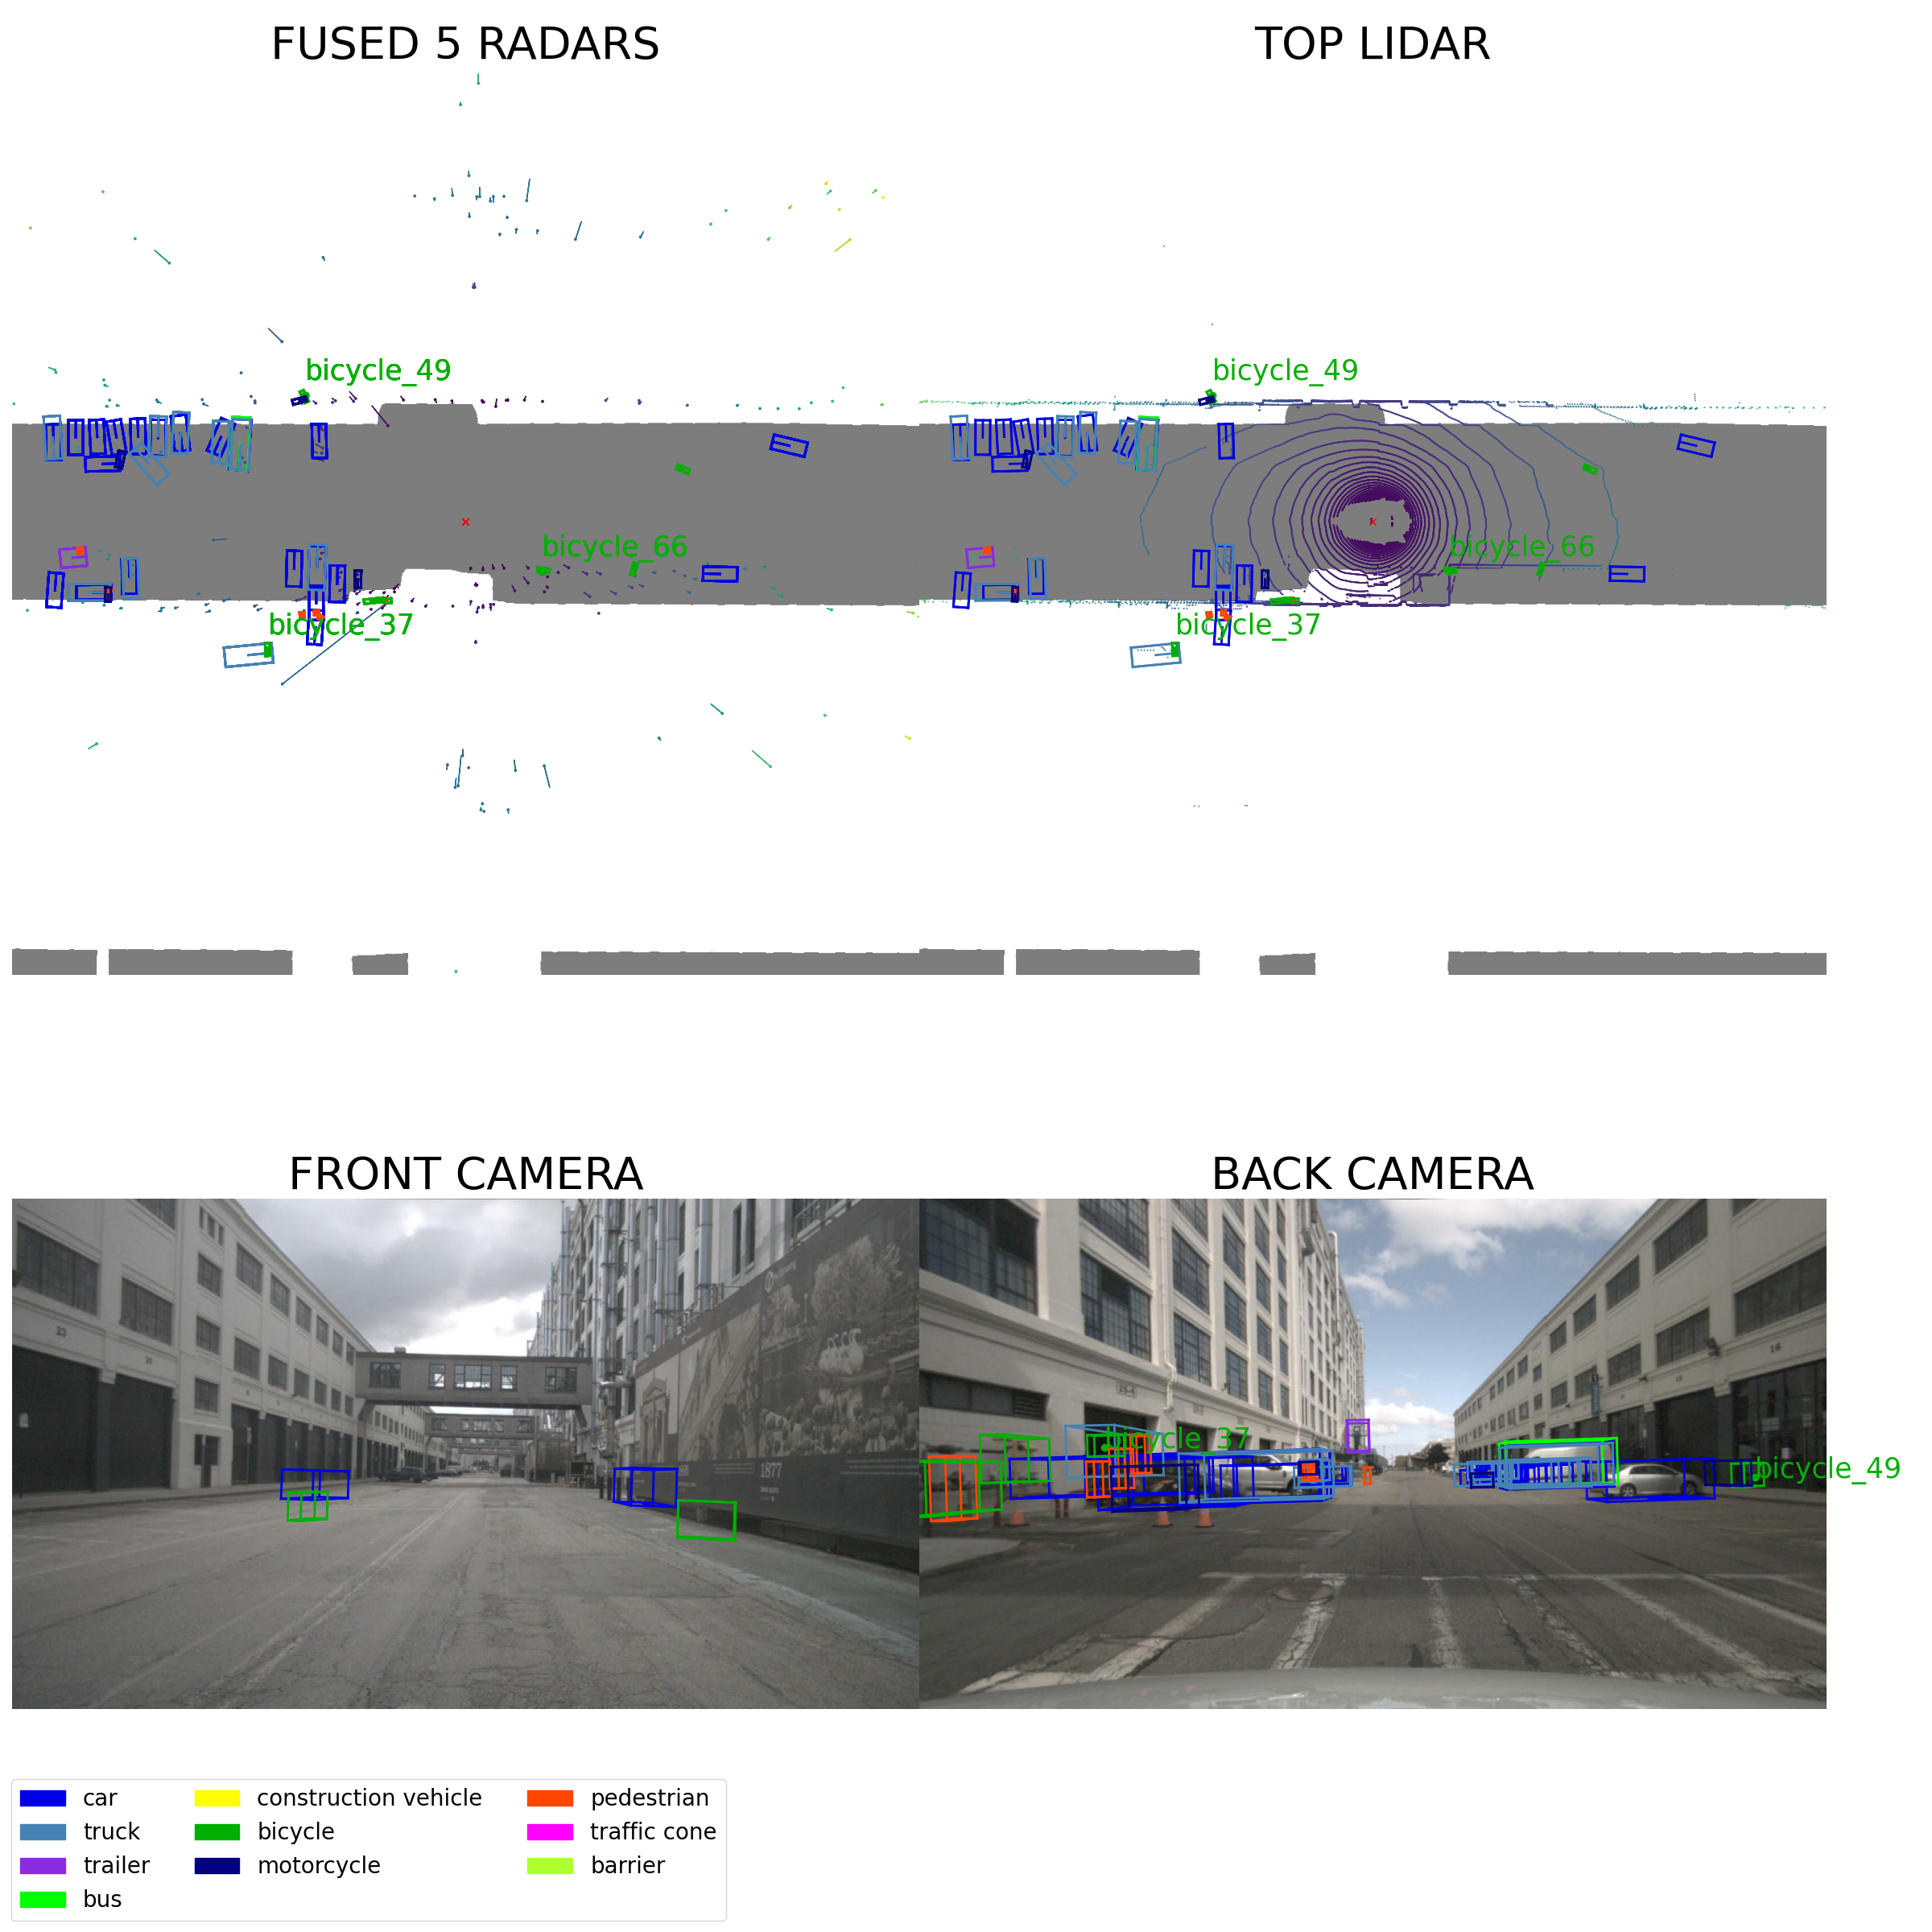 FUSED 5 RADARS
TOP LIDAR
bicycle_49
bicycle_49
bicycle_66
bicycle_66
bicycle_37
bicycle_37
FRONT CAMERA
BACK CAMERA
1877
bicycle_37
bicycle_49
car
truck
trailer
bus
construction vehicle
bicycle
motorcycle
pedestrian
traffic cone
barrier